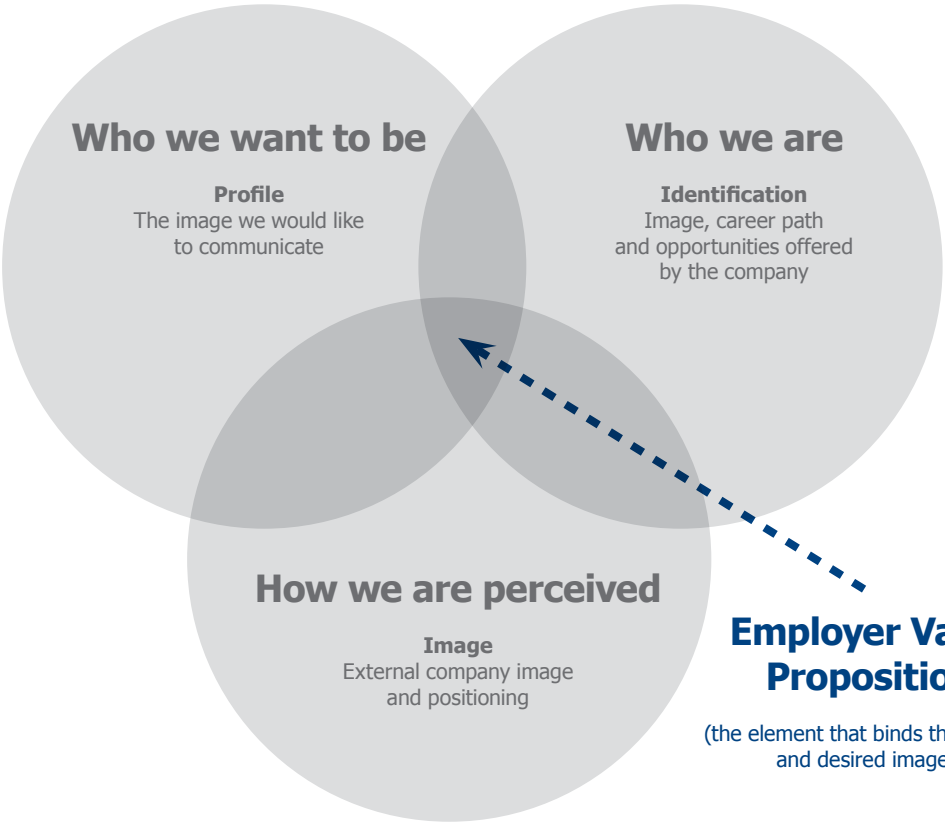 Who we want to be
Profile
The image we would like
to communicate
Who we are
Identification
Image, career path
and opportunities offered
by the company
How we are perceived
Image
External company image
and positioning
Employer Va
Propositio
(the element that binds th
and desired image